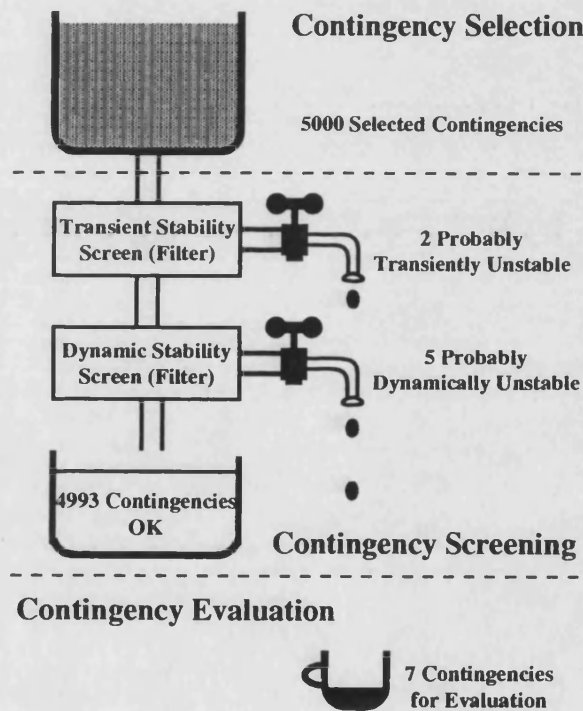 Contingency Selection
5000 Selected Contingencies
Transient Stability
Screen (Filter)
2 Probably
Transiently Unstable
Dynamic Stability
Screen (Filter)
5 Probably
Dynamically Unstable
4993 Contingencies
OK
Contingency Screening
Contingency Evaluation
7 Contingencies
for Evaluation